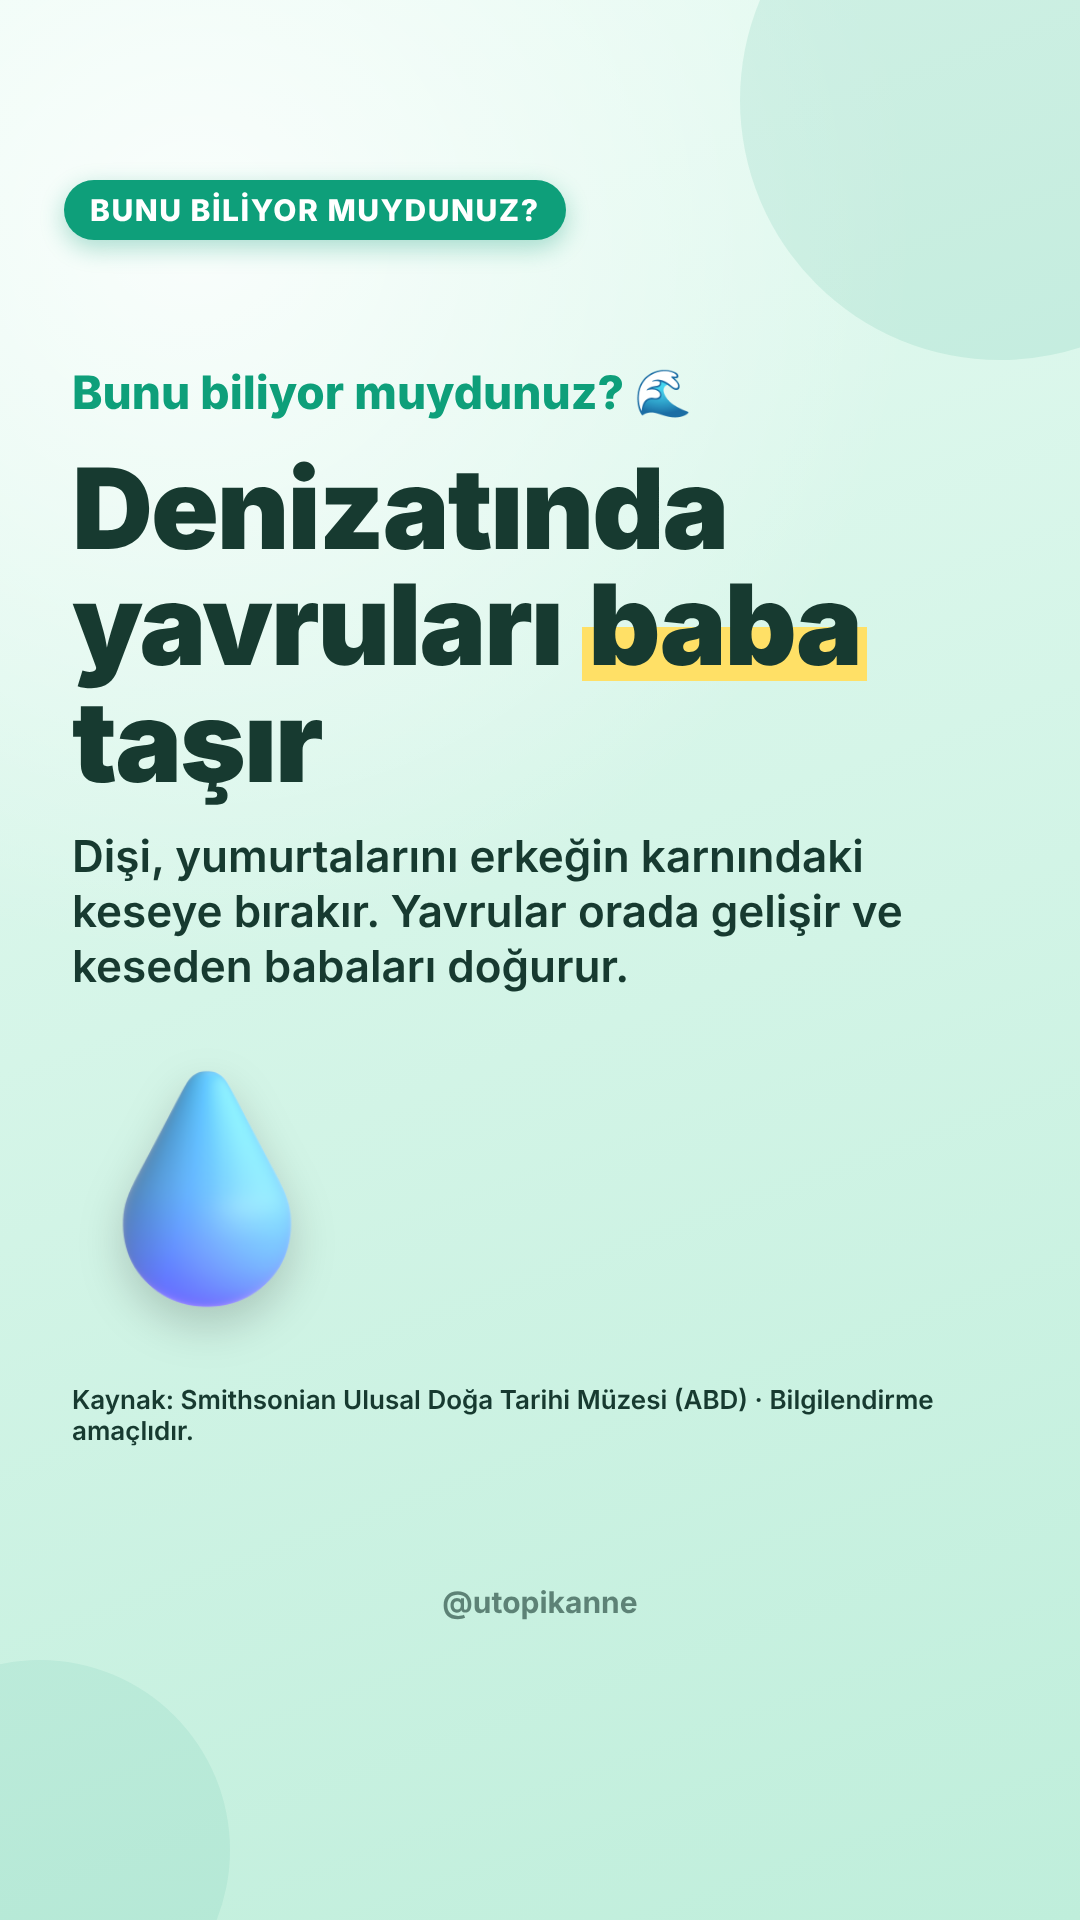 BUNU BİLİYOR MUYDUNUZ?
Bunu biliyor muydunuz? 🌊
Denizatında
yavruları baba
taşır
Dişi, yumurtalarını erkeğin karnındaki
keseye bırakır. Yavrular orada gelişir ve
keseden babaları doğurur.
Kaynak: Smithsonian Ulusal Doğa Tarihi Müzesi (ABD) · Bilgilendirme
amaçlıdır.
@utopikanne